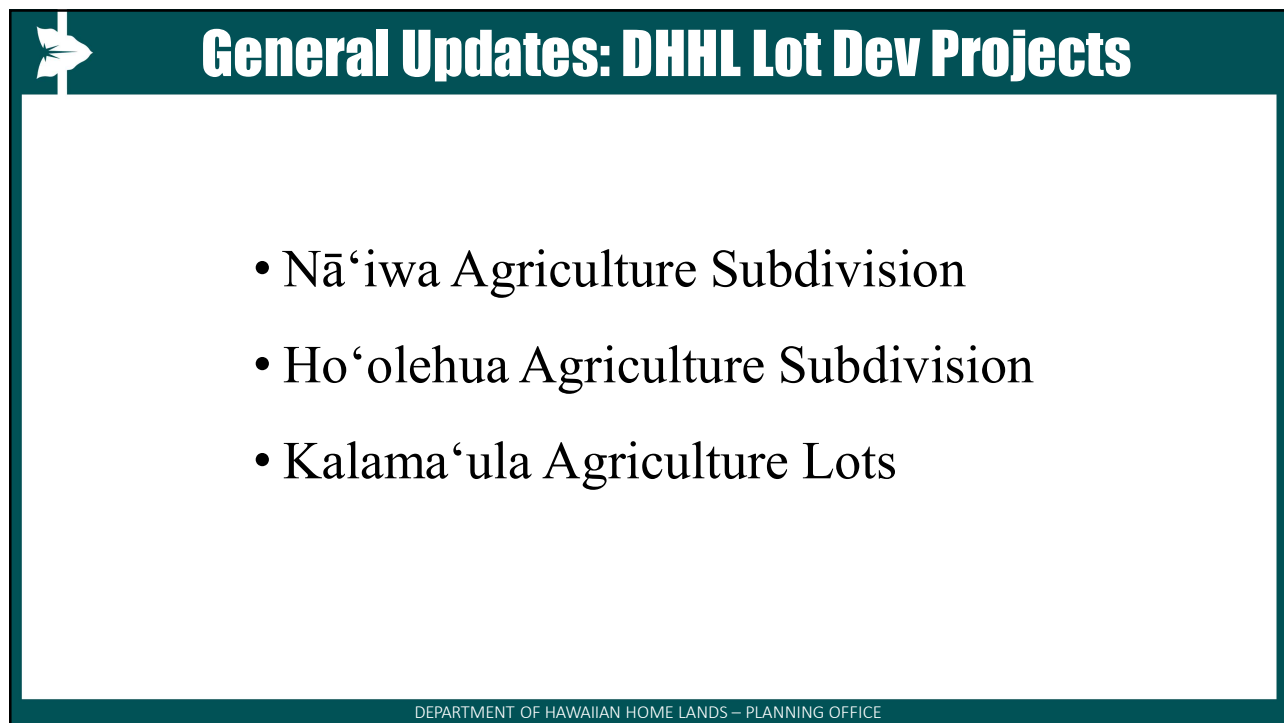 General Updates: DHHL Lot Dev Projects
• Nāʻiwa Agriculture Subdivision
• Hoʻolehua Agriculture Subdivision
• Kalamaʻula Agriculture Lots
DEPARTMENT OF HAWAIIAN HOME LANDS – PLANNING OFFICE